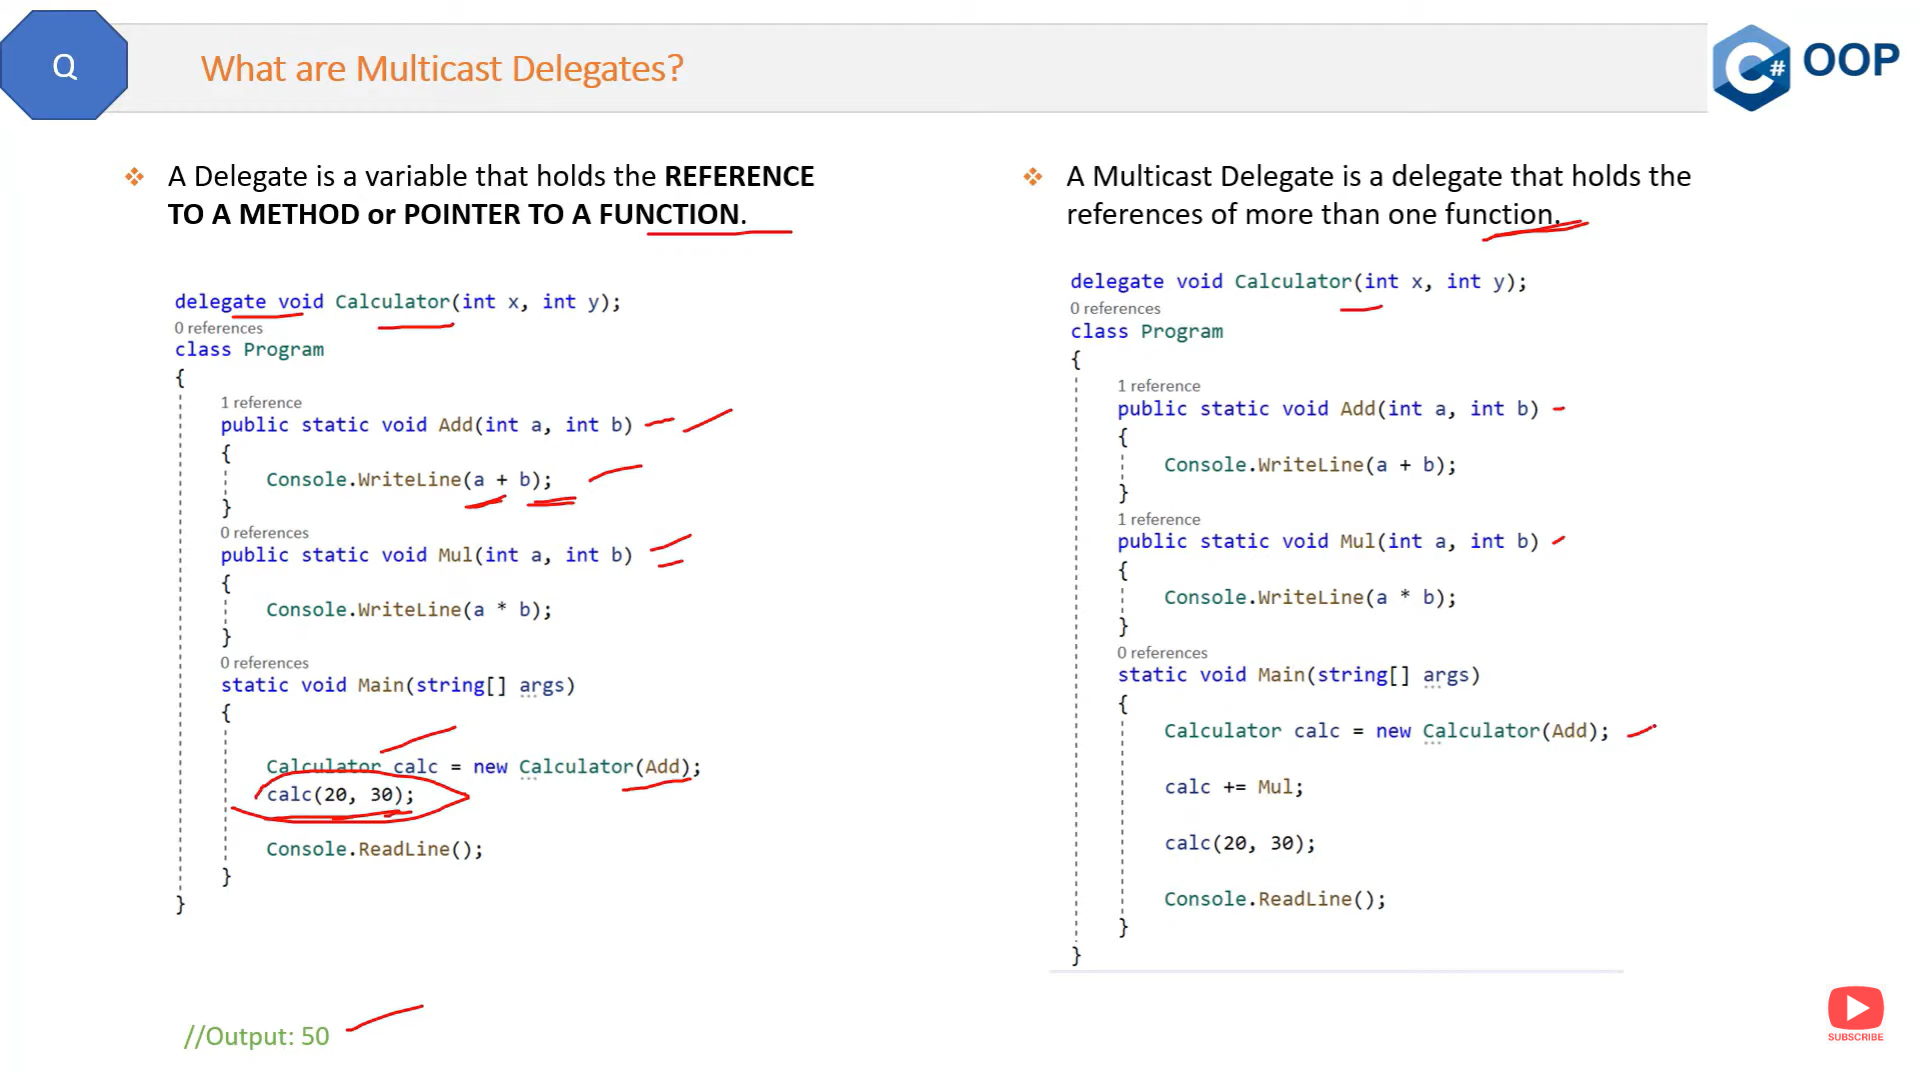 Q
What are Multicast Delegates?
C# OOP
A Delegate is a variable that holds the REFERENCE
TO A METHOD or POINTER TO A FUNCTION.
delegate void Calculator(int x, int y);
0 references
class Program
{
1 reference
public static void Add(int a, int b)
{
Console.WriteLine(a + b);
}
0 references
public static void Mul(int a, int b)
{
Console.WriteLine(a * b);
}
0 references
static void Main(string[] args)
{
Calculator calc = new Calculator(Add);
calc(20, 30);
Console.ReadLine();
}
}
//Output: 50
A Multicast Delegate is a delegate that holds the
references of more than one function.
delegate void Calculator(int x, int y);
0 references
class Program
{
1 reference
public static void Add(int a, int b)
{
Console.WriteLine(a + b);
}
1 reference
public static void Mul(int a, int b)
{
Console.WriteLine(a * b);
}
0 references
static void Main(string[] args)
{
Calculator calc = new Calculator(Add);
calc += Mul;
calc(20, 30);
Console.ReadLine();
}
}
SUBSCRIBE